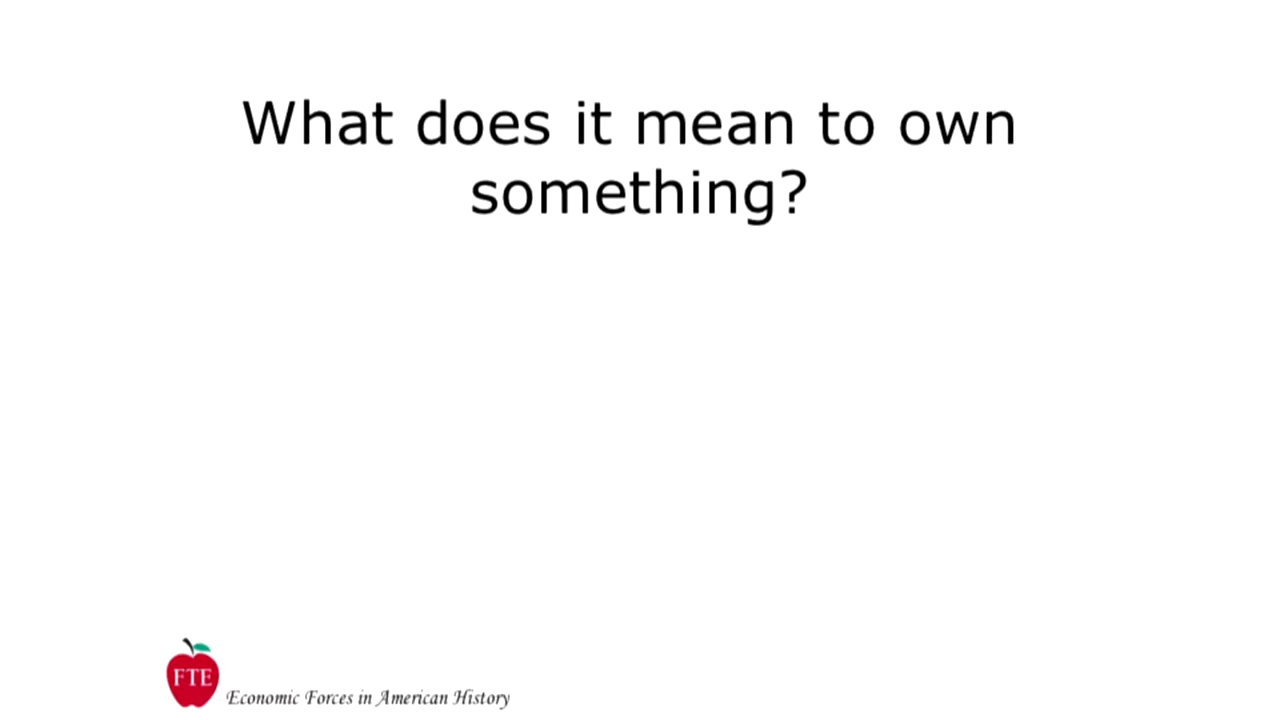 What does it mean to own
something?
FTE
Economic Forces in American History